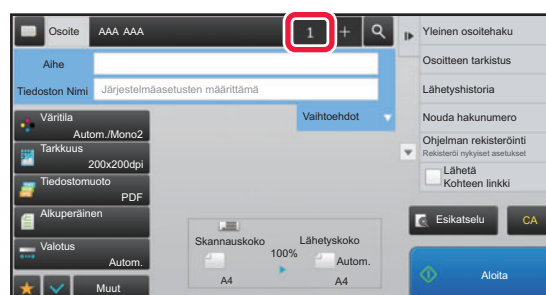 Osoite AAA AAA 1 +
Aihe
Tiedoston Nimi Järjestelmäasetusten määrittämä
Väritila
Autom./Mono2
Vaihtoehdot
Tarkkuus
200x200dpi
Tiedostomuoto
PDF
Alkuperäinen
Valotus
Autom.
Muut
Skannauskoko
A4
100%
Lähetyskoko
Autom.
A4
Yleinen osoitehaku
Osoitteen tarkistus
Lähetyshistoria
Nouda hakunumero
Ohjelman rekisteröinti
Rekisteröi nykyiset asetukset
Lähetä
Kohteen linkki
Esikatselu
CA
Aloita